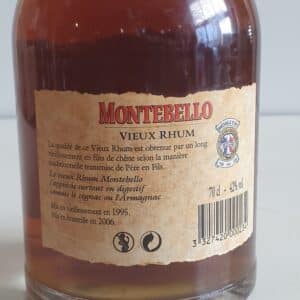 MONTEBELLO
VIEUX RHUM
La qualité de ce Vieux Rhum est obtenue par un long
vieillissement en fûts de chêne selon la manière
traditionnelle transmise de Père en Fils.
Le vieux Rhum Montebello
s'apprécie surtout en digestif
comme le cognac ou l'Armagnac
Mis en vieillissement en 1995.
Mis en bouteille en 2006.
70 cl - 42% vol